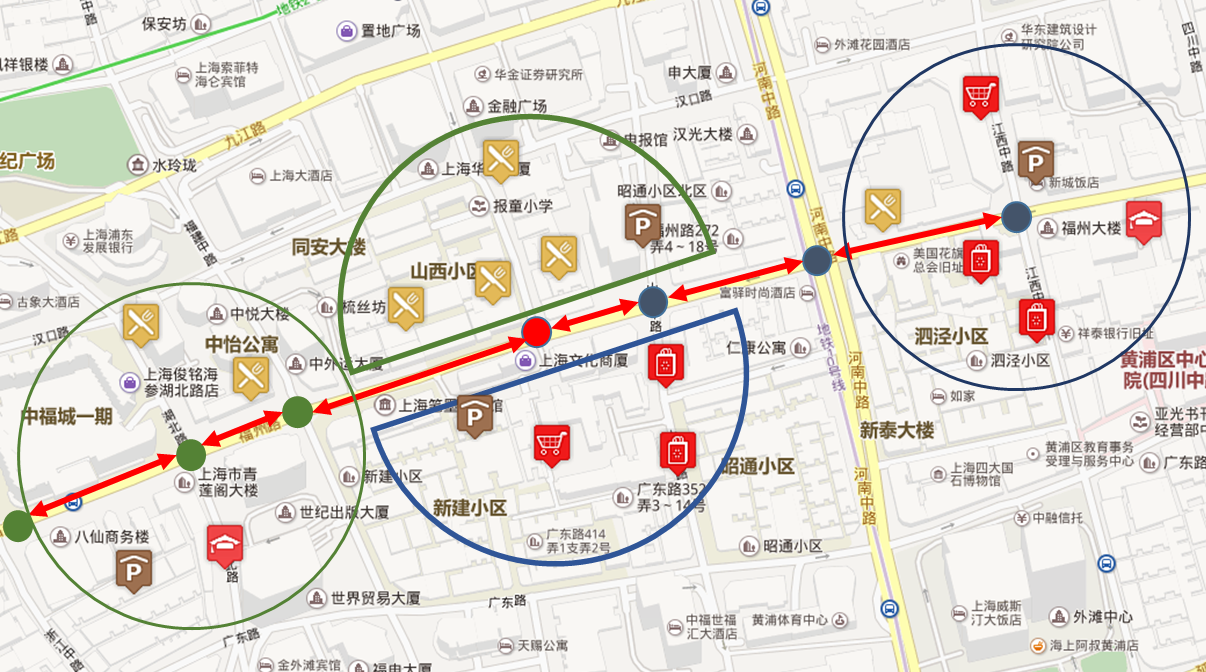 中路
地铁2
九江
保安坊
置地广场
祥银楼
上海索菲特
海仑宾馆
华金证券研究所
申大厦
外滩花园酒店
华东建筑设计
研究院公司
四川中路
河南中路
汉口路
金融广场
九江路
申报馆
汉光大楼
江西中路
纪广场
水玲珑
上海大酒店
上海华
厦
P
新城饭店
昭通小区北区
报童小学
福建中路
上海浦东
发展银行
同安大楼
P
福州路272
弄4~18号
河南中路
福州大楼
山西小区
美国花旗
总会旧址
古象大酒店
中悦大楼
梳丝坊
富驿时尚酒店
路
江西中
汉口路
中怡公寓
中外运大厦
上海文化商厦
仁康公寓
地铁10号线
泗泾小区
祥泰银行旧址
泗泾小区
黄浦区中心
院(四川中
上海俊铭海
参湖北路店
河南中路
如家
中福城一期
湖北路
福州路
P
新泰大楼
亚光书刊
经营部
黄浦区教育事务
受理与服务中心
广东路
上海市青
莲阁大楼
新建小区
昭通小区
上海四大国
石博物馆
河南中路
新建小区
广东路352
弄3~14号
世纪出版大厦
中融信托
八仙商务楼
广东路414
弄1支弄2号
昭通小区
P
路
世界贸易大厦
广东路
上海威斯
汀大饭店
外滩中心
中福世福
汇大酒店
黄浦体育中心
浙江中路
广东路
天赐公寓
海上阿叔黄浦店
金外滩宾馆
福申大厦